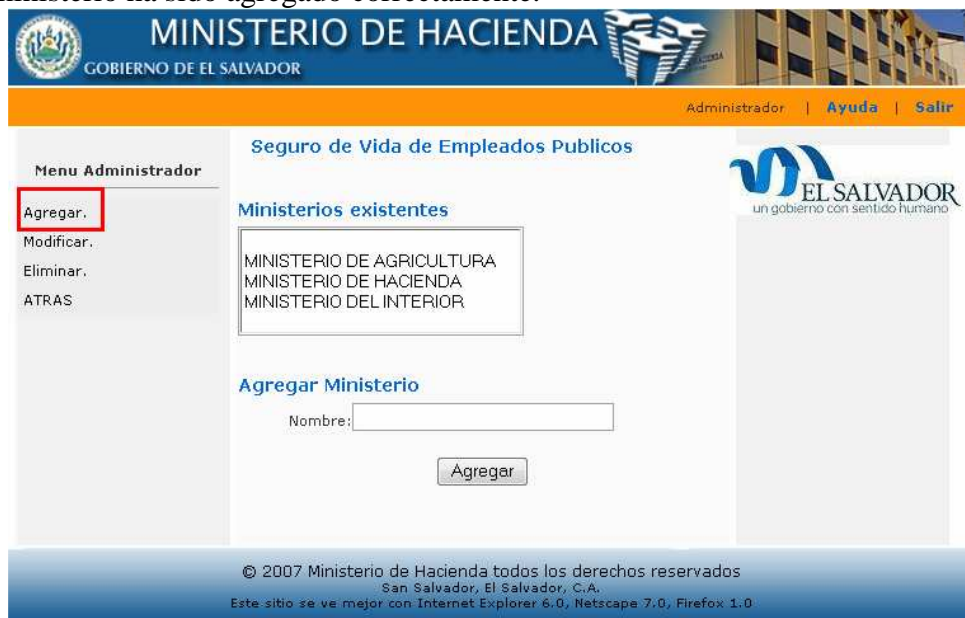 ministerio ha sido agregado correctamente.
MINISTERIO DE HACIENDA
GOBIERNO DE EL SALVADOR
Administrador | Ayuda | Salir
Menu Administrador
Agregar.
Modificar.
Eliminar.
ATRAS
Seguro de Vida de Empleados Publicos
Ministerios existentes
MINISTERIO DE AGRICULTURA
MINISTERIO DE HACIENDA
MINISTERIO DEL INTERIOR
Agregar Ministerio
Nombre:
Agregar
EL SALVADOR
un gobierno con sentido humano
© 2007 Ministerio de Hacienda todos los derechos reservados
San Salvador, El Salvador, C.A.
Este sitio se ve mejor con Internet Explorer 6.0, Netscape 7.0, Firefox 1.0